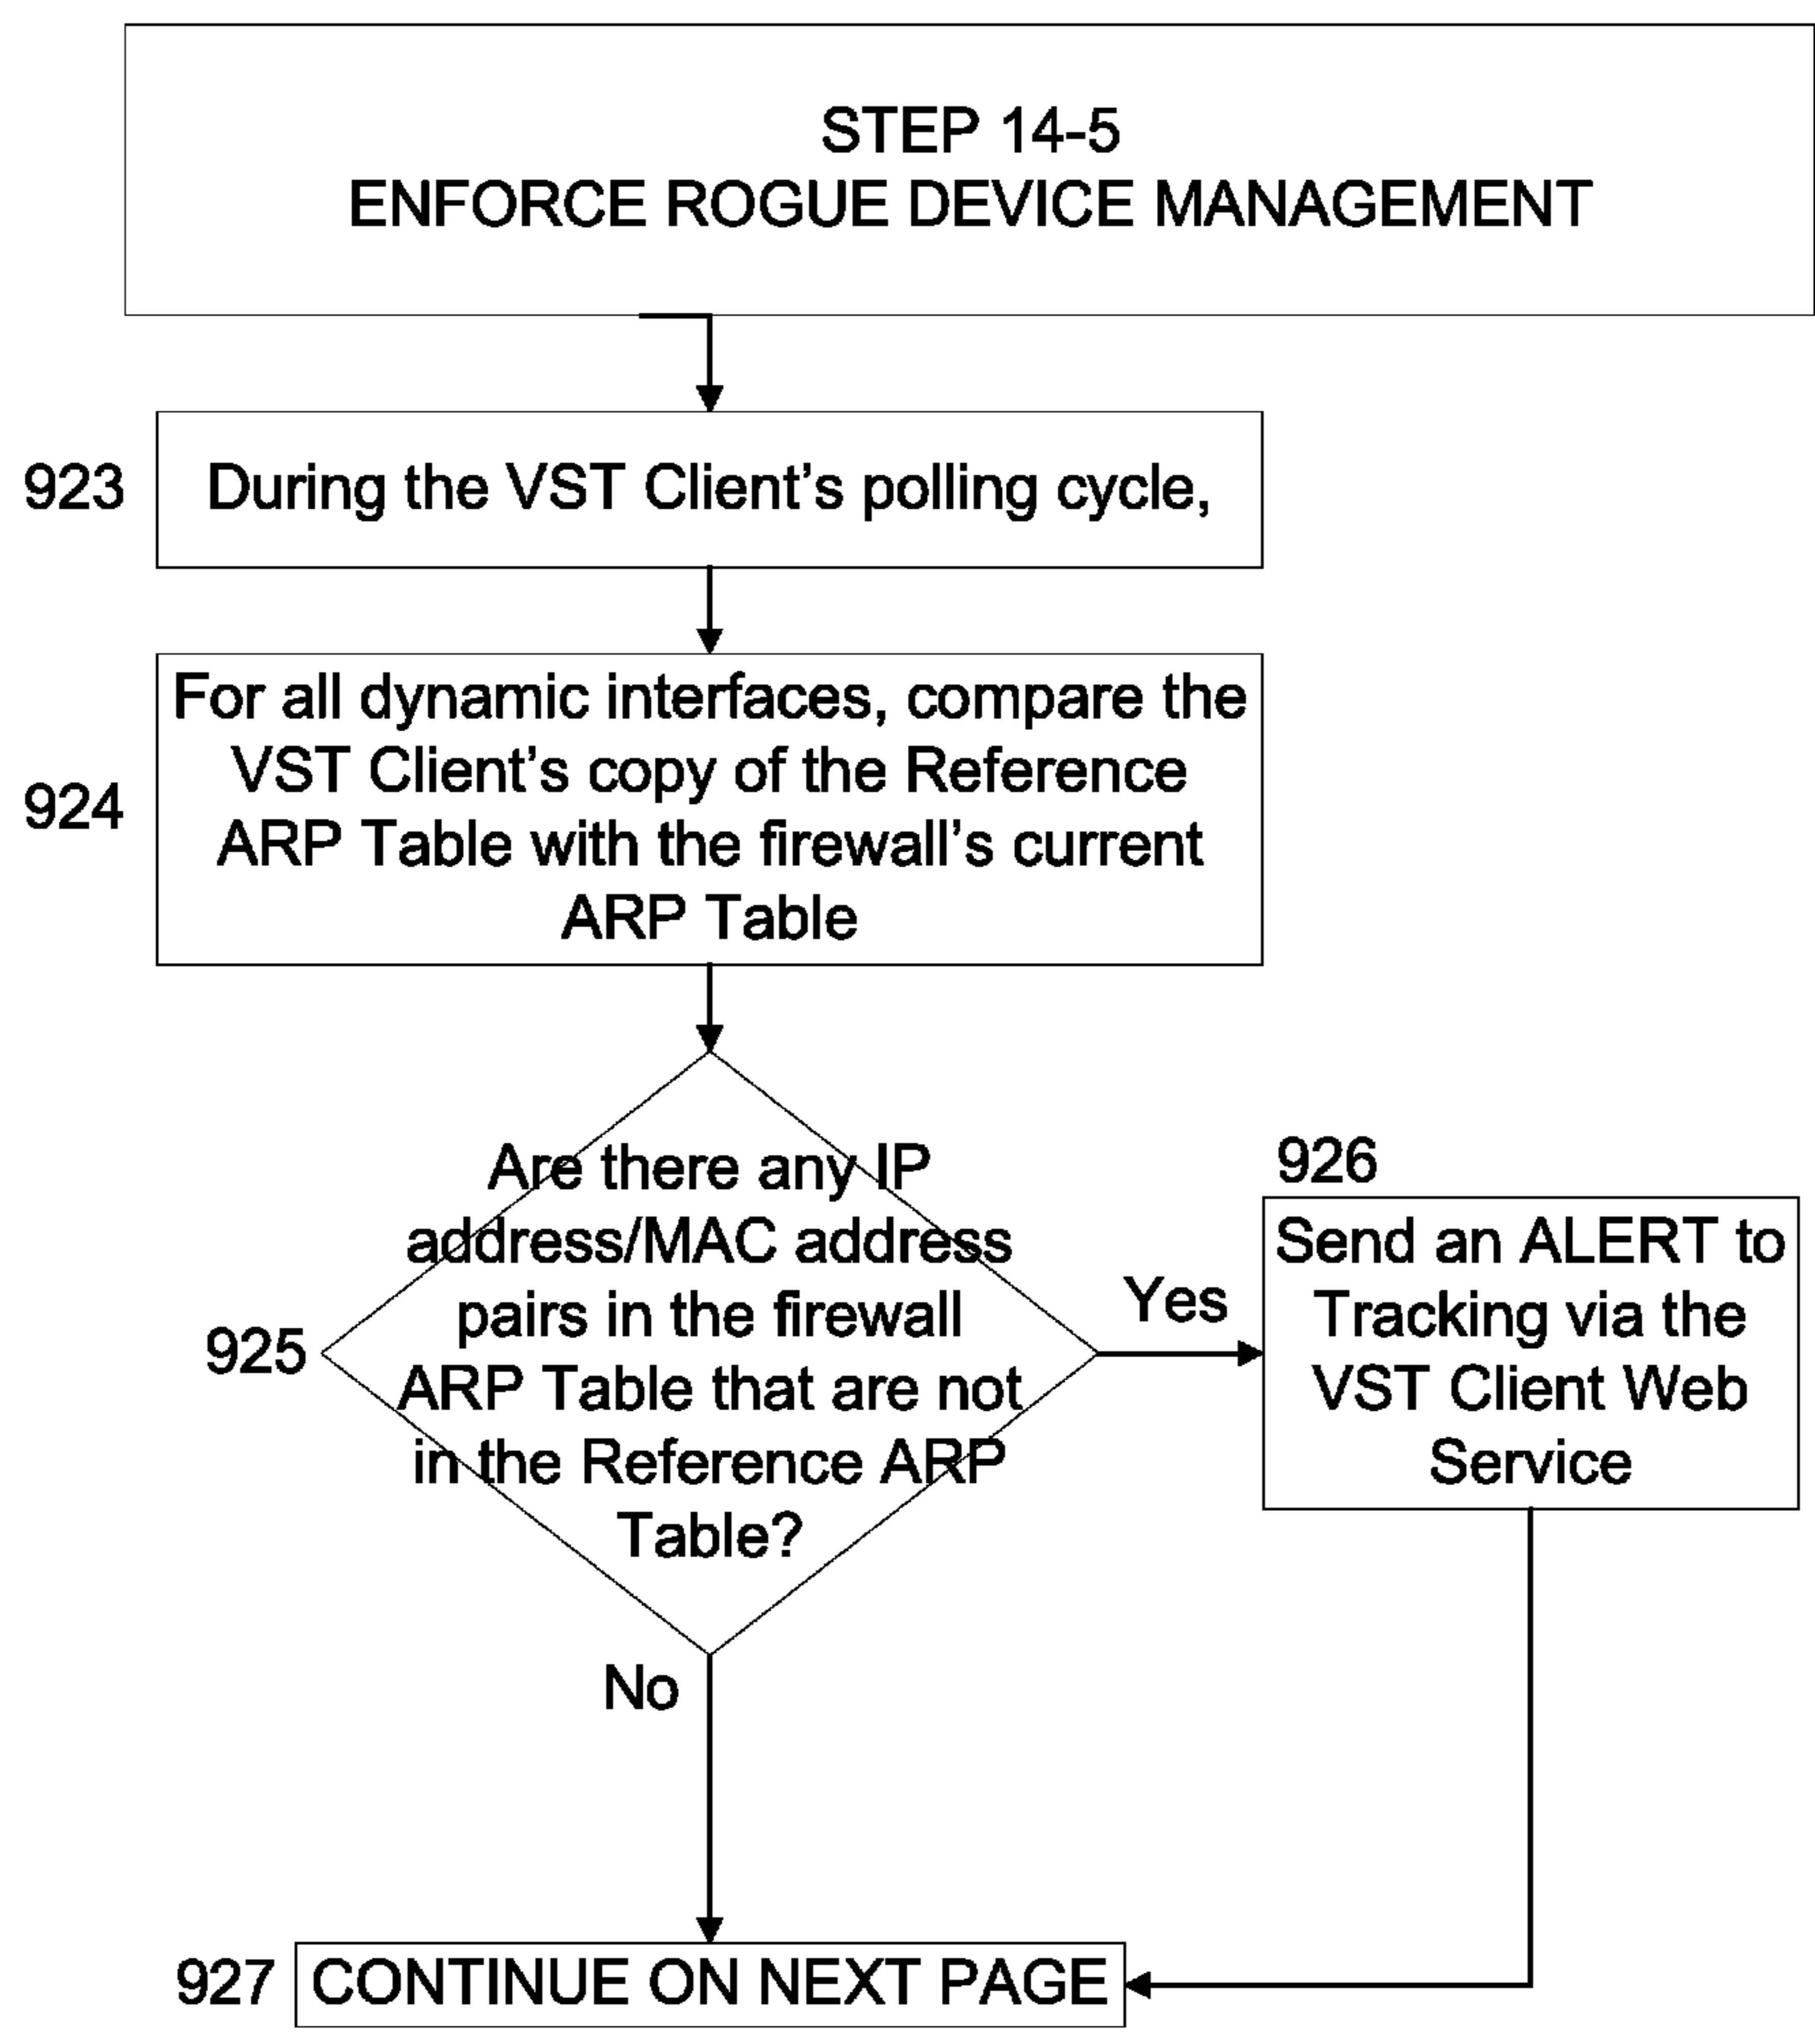 STEP 14-5
ENFORCE ROGUE DEVICE MANAGEMENT
923
During the VST Client's polling cycle,
924
For all dynamic interfaces, compare the
VST Client's copy of the Reference
ARP Table with the firewall's current
ARP Table
925
Are there any IP
address/MAC address
pairs in the firewall
ARP Table that are not
in the Reference ARP
Table?
Yes
926
Send an ALERT to
Tracking via the
VST Client Web
Service
No
927
CONTINUE ON NEXT PAGE